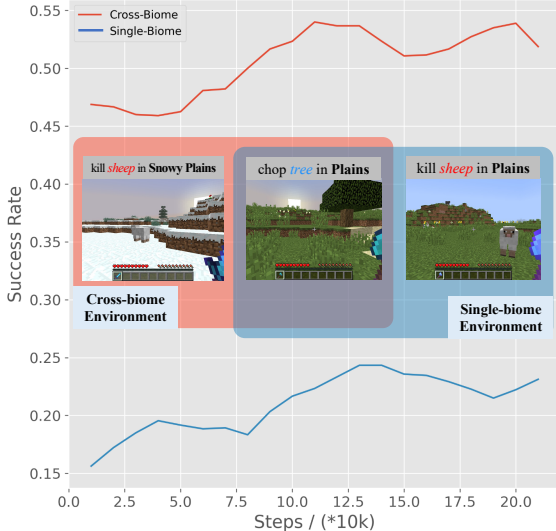 0.55
0.50
0.45
0.40
0.35
0.30
0.25
0.20
0.15
Success Rate
Cross-Biome
Single-Biome
kill sheep in Snowy Plains
chop tree in Plains
kill sheep in Plains
Cross-biome
Environment
Single-biome
Environment
0.0 2.5 5.0 7.5 10.0 12.5 15.0 17.5 20.0
Steps / (*10k)